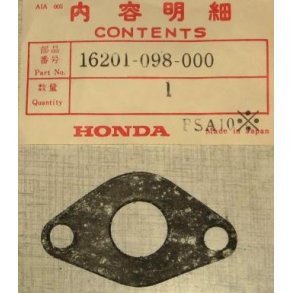 AIA 005
内容明細
CONTENTS
部品
番号
Part No.
16201-098-000
数量
Quantity
1
HONDA
PSA10※
Made in Japan